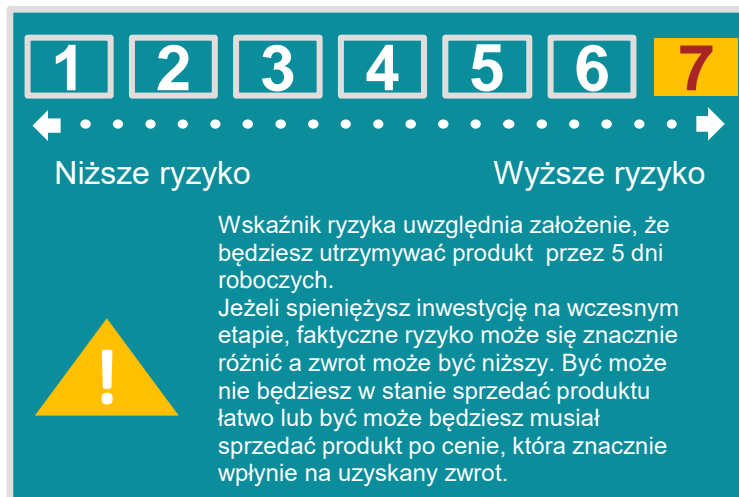 1 2 3 4 5 6 7
Niższe ryzyko Wyższe ryzyko
Wskaźnik ryzyka uwzględnia założenie, że
będziesz utrzymywać produkt przez 5 dni
roboczych.
Jeżeli spieniężysz inwestycję na wczesnym
etapie, faktyczne ryzyko może się znacznie
różnić a zwrot może być niższy. Być może
nie będziesz w stanie sprzedać produktu
łatwo lub być może będziesz musiał
sprzedać produkt po cenie, która znacznie
wpłynie na uzyskany zwrot.
!